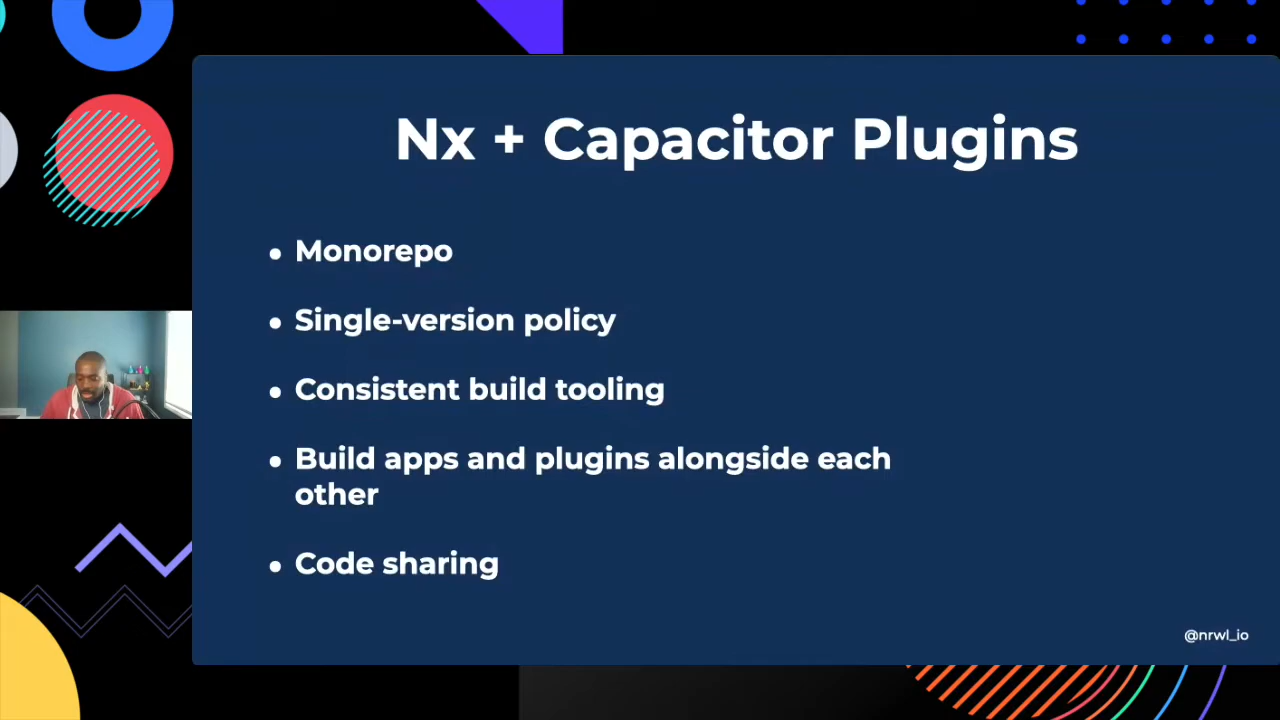 Nx + Capacitor Plugins
• Monorepo
• Single-version policy
• Consistent build tooling
• Build apps and plugins alongside each
other
• Code sharing
@nrwl_io